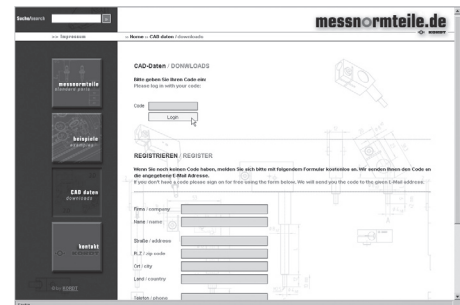 Suche/search
messnormteile.de
>> Impressum
:: Home :: CAD daten / downloads
CAD-Daten / DONWLOADS
Bitte geben Sie Ihren Code ein:
Please log in with your code:
Code
Login
messnormteile
standard parts
beispiele
examples
CAD daten
downloads
kontakt
REGISTRIEREN / REGISTER
Wenn Sie noch keinen Code haben, melden Sie sich bitte mit folgendem Formular kostenlos an. Wir senden Ihnen den Code an
die angegebene E-Mail Adresse.
If you don't have a code please sign on for free using the form below. We will send you the code to the given E-Mail address.
Firma / company
Name / name
Straße / address
PLZ / zip code
Ort / city
Land / country
Telefon / phone